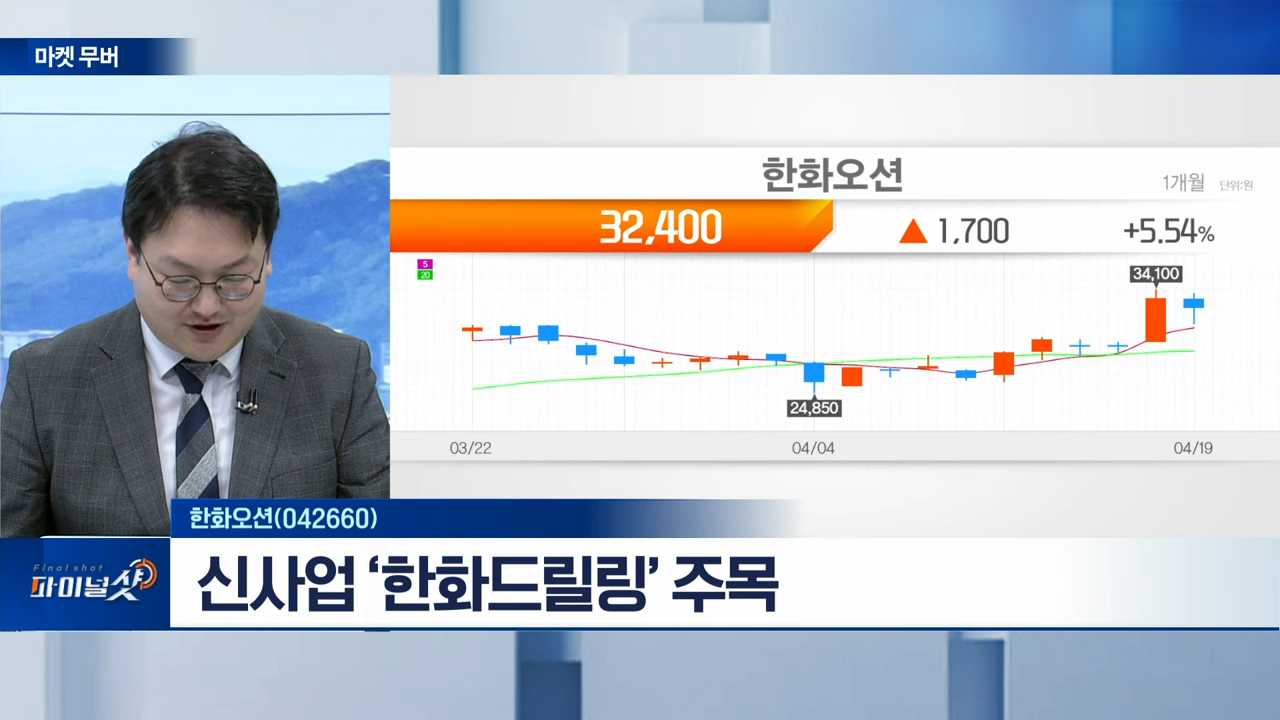 마켓 무버
한화오션
1개월 단위:원
32,400 ▲ 1,700 +5.54%
5
20
34,100
24,850
03/22 04/04 04/19
한화오션(042660)
Final shot
파이널샷
신사업 ‘한화드릴링’ 주목